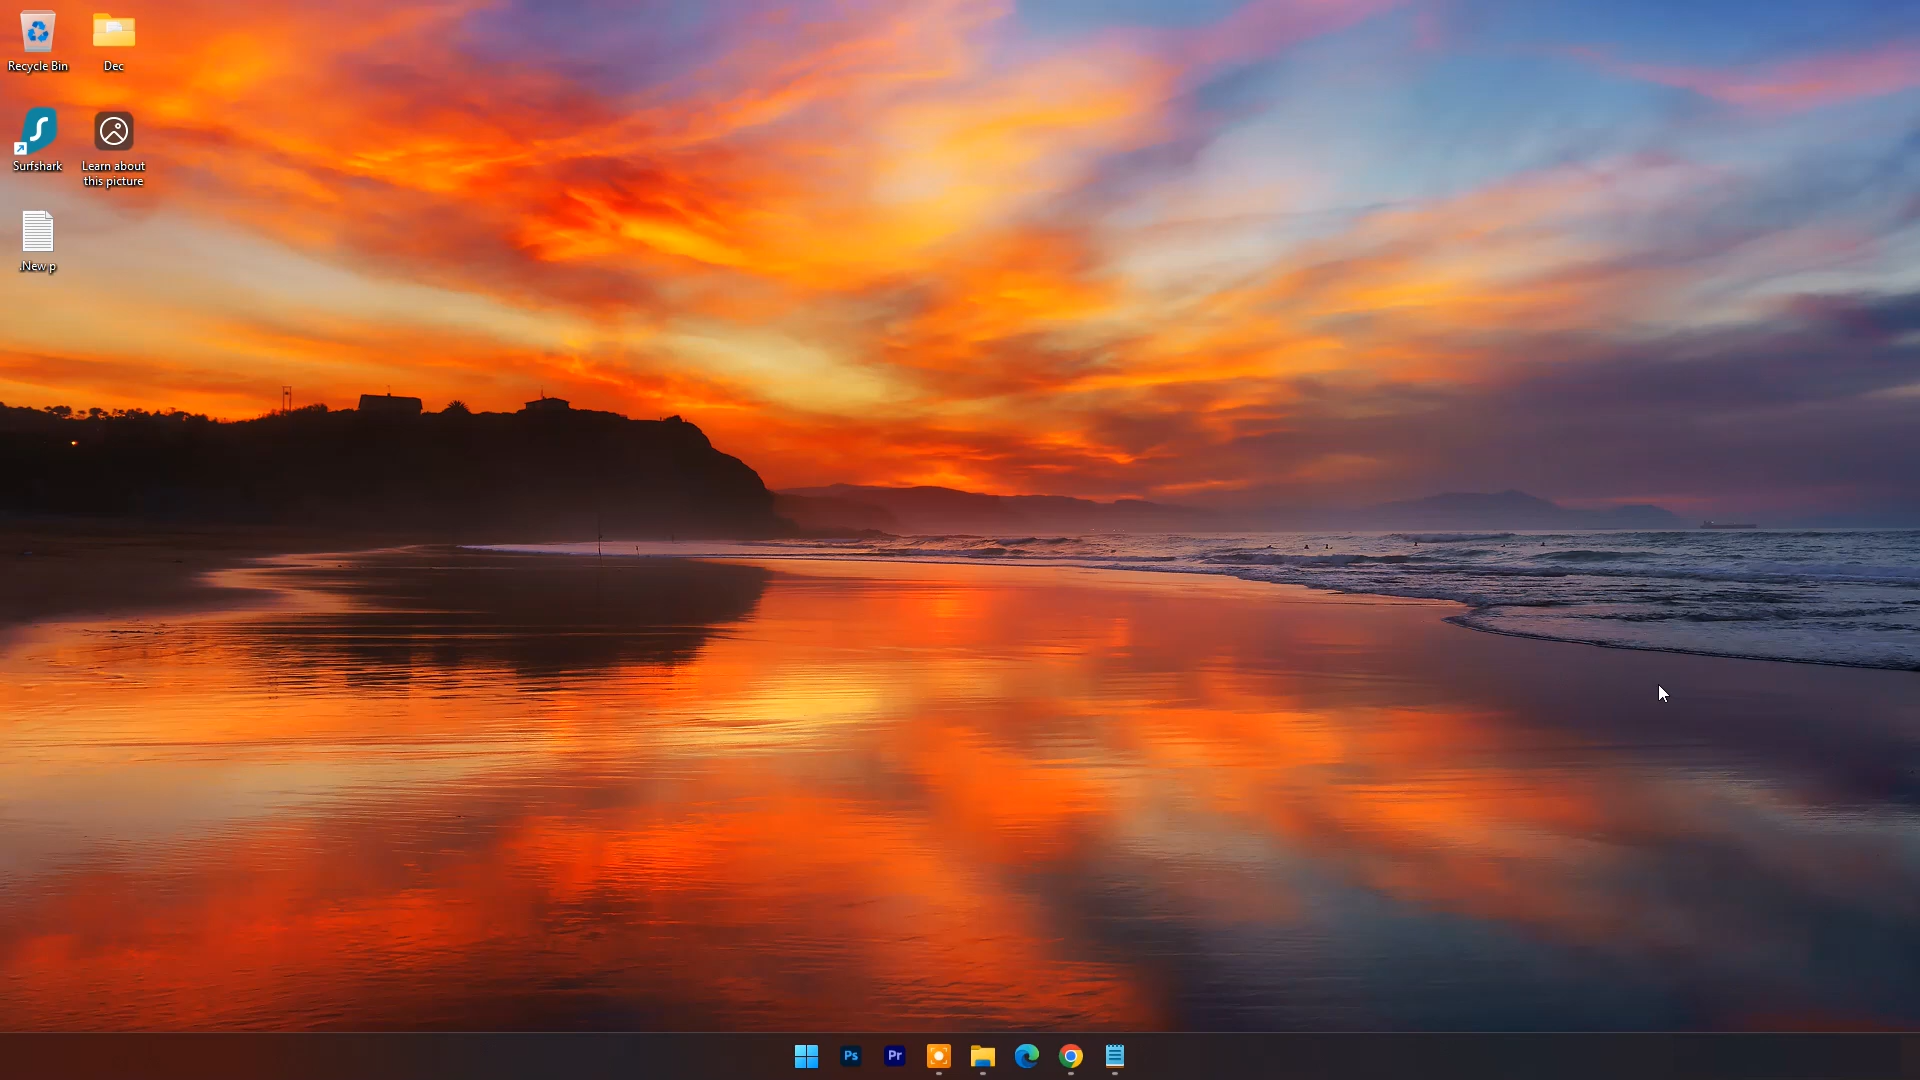 Recycle Bin
Dec
Surfshark
Learn about
this picture
.New p
Ps
Pr